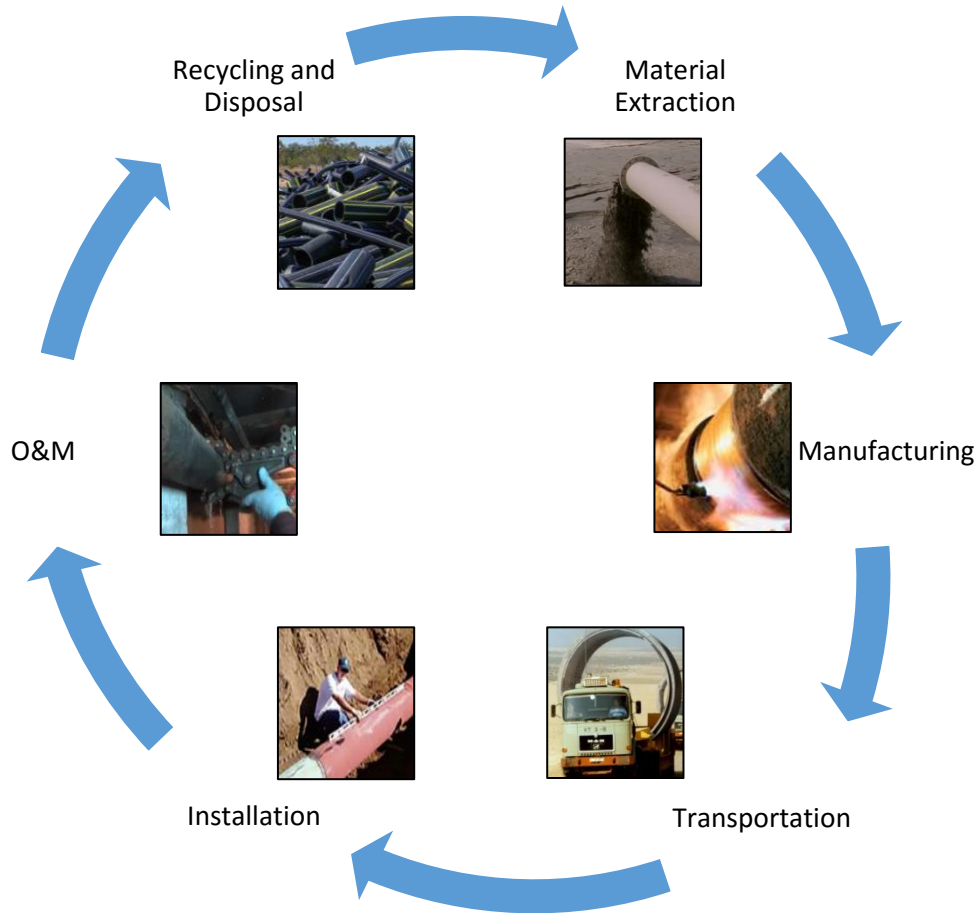 Recycling and
Disposal
Material
Extraction
Manufacturing
Transportation
Installation
O&M